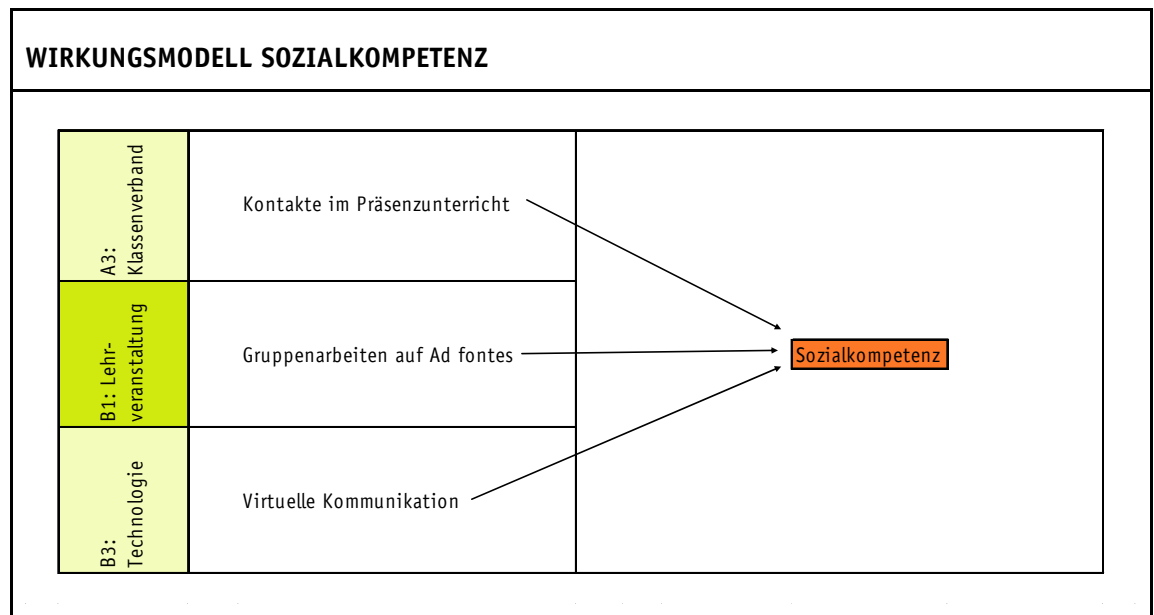 WIRKUNGSMODELL SOZIALKOMPETENZ
A3:
Klassenverband
Kontakte im Präsenzunterricht
B1: Lehr-
veranstaltung
Gruppenarbeiten auf Ad fontes
Sozialkompetenz
B3:
Technologie
Virtuelle Kommunikation